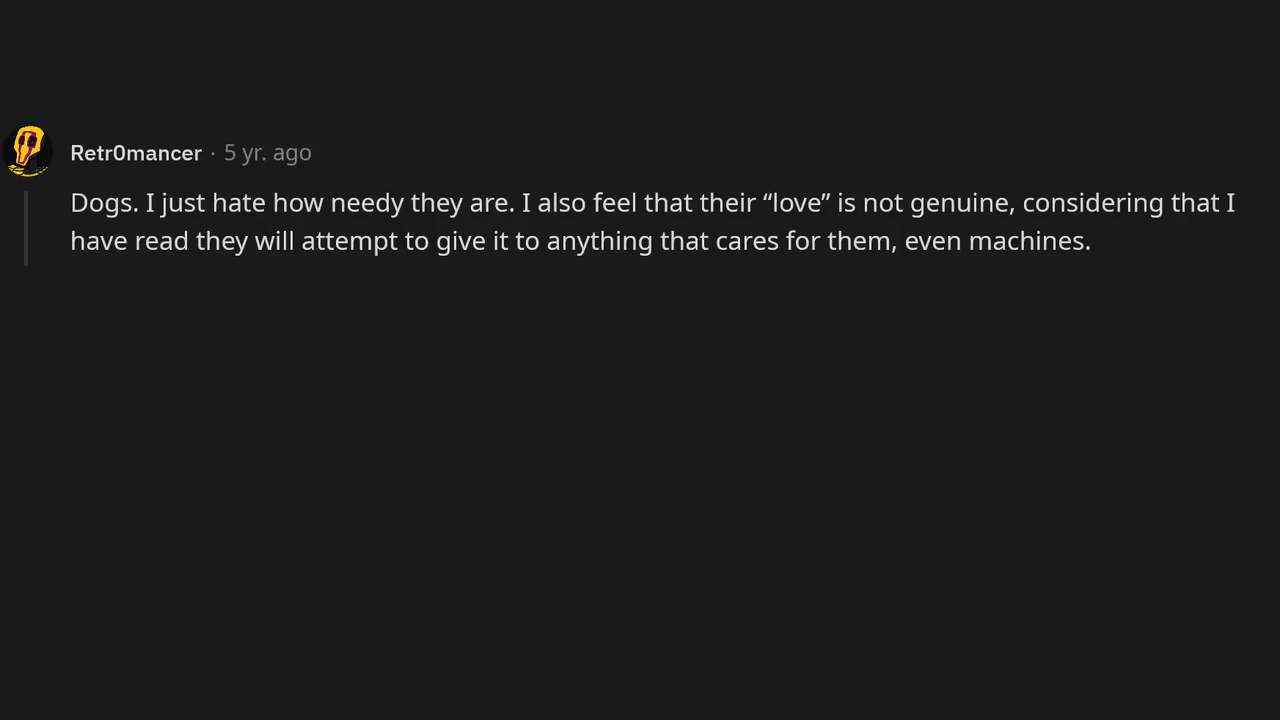 Retr0mancer · 5 yr. ago
Dogs. I just hate how needy they are. I also feel that their “love” is not genuine, considering that I
have read they will attempt to give it to anything that cares for them, even machines.